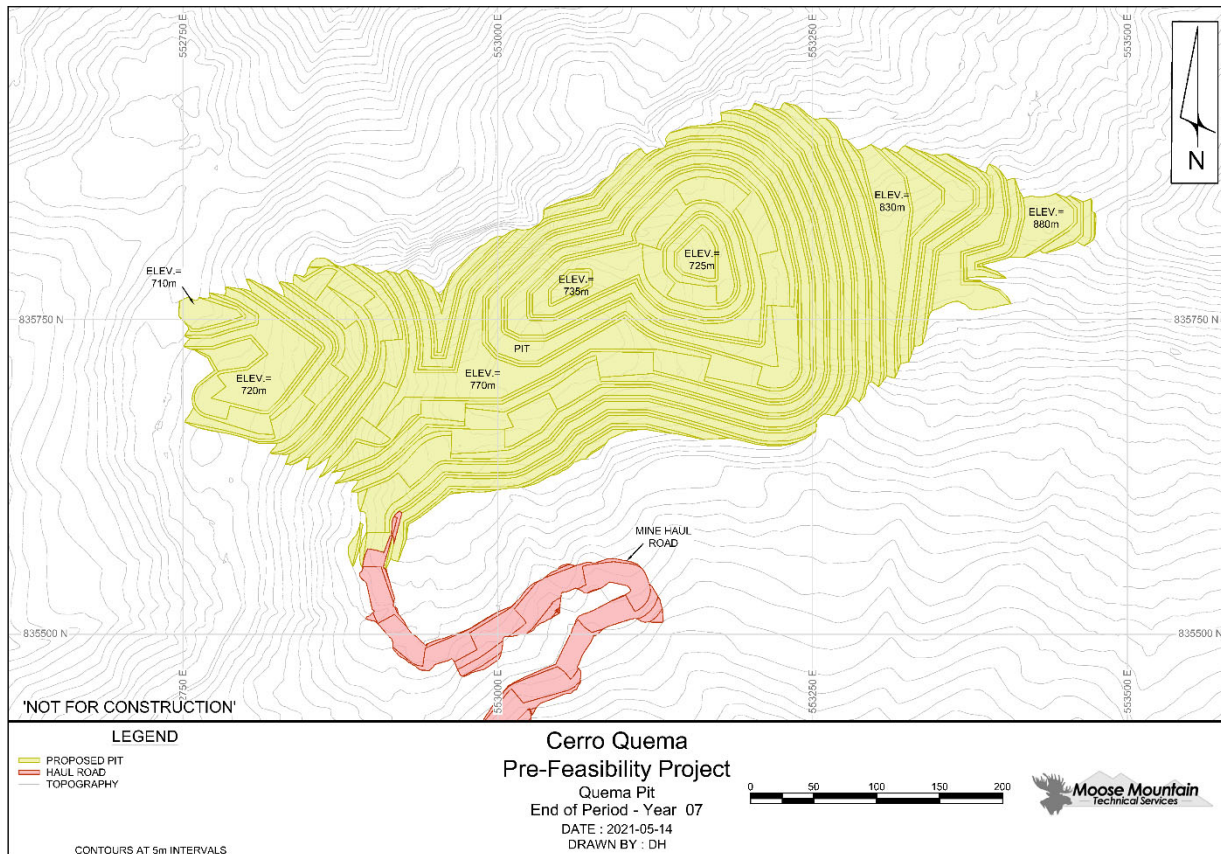 552750 E
553000 E
553250 E
553500 E
N
ELEV.=
830m
ELEV.=
880m
ELEV.=
725m
ELEV.=
710m
ELEV.=
735m
835750 N
835750 N
PIT
ELEV.=
720m
ELEV.=
770m
MINE HAUL
ROAD
835500 N
835500 N
552750 E
553000 E
553250 E
553500 E
'NOT FOR CONSTRUCTION'
LEGEND
PROPOSED PIT
HAUL ROAD
TOPOGRAPHY
CONTOURS AT 5m INTERVALS
Cerro Quema
Pre-Feasibility Project
Quema Pit
End of Period - Year 07
DATE : 2021-05-14
DRAWN BY : DH
0 50 100 150 200
Moose Mountain
Technical Services